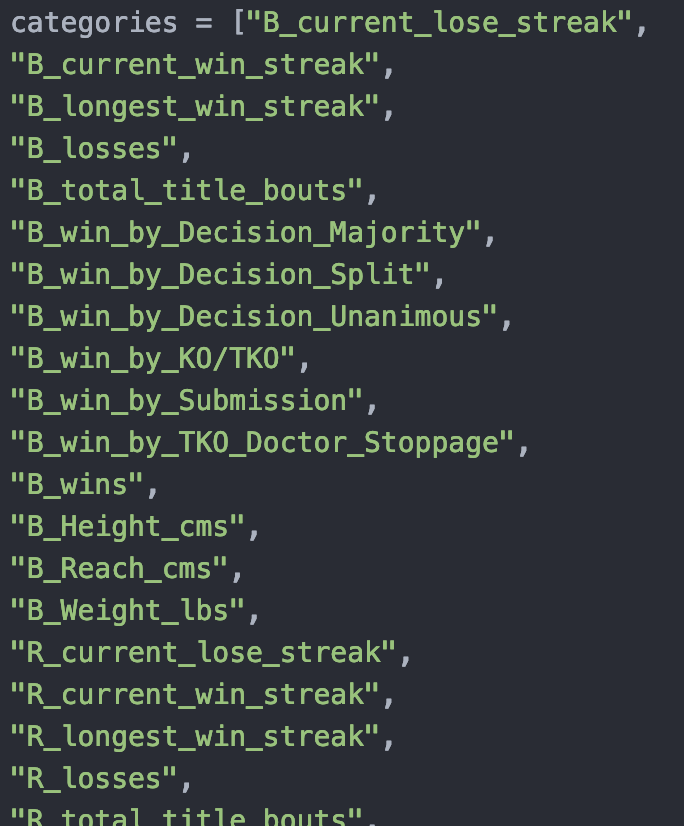 categories = ["B_current_lose_streak",
"B_current_win_streak",
"B_longest_win_streak",
"B_losses",
"B_total_title_bouts",
"B_win_by_Decision_Majority",
"B_win_by_Decision_Split",
"B_win_by_Decision_Unanimous",
"B_win_by_KO/TKO",
"B_win_by_Submission",
"B_win_by_TKO_Doctor_Stoppage",
"B_wins",
"B_Height_cms",
"B_Reach_cms",
"B_Weight_lbs",
"R_current_lose_streak",
"R_current_win_streak",
"R_longest_win_streak",
"R_losses",
"R_total_title_bouts",